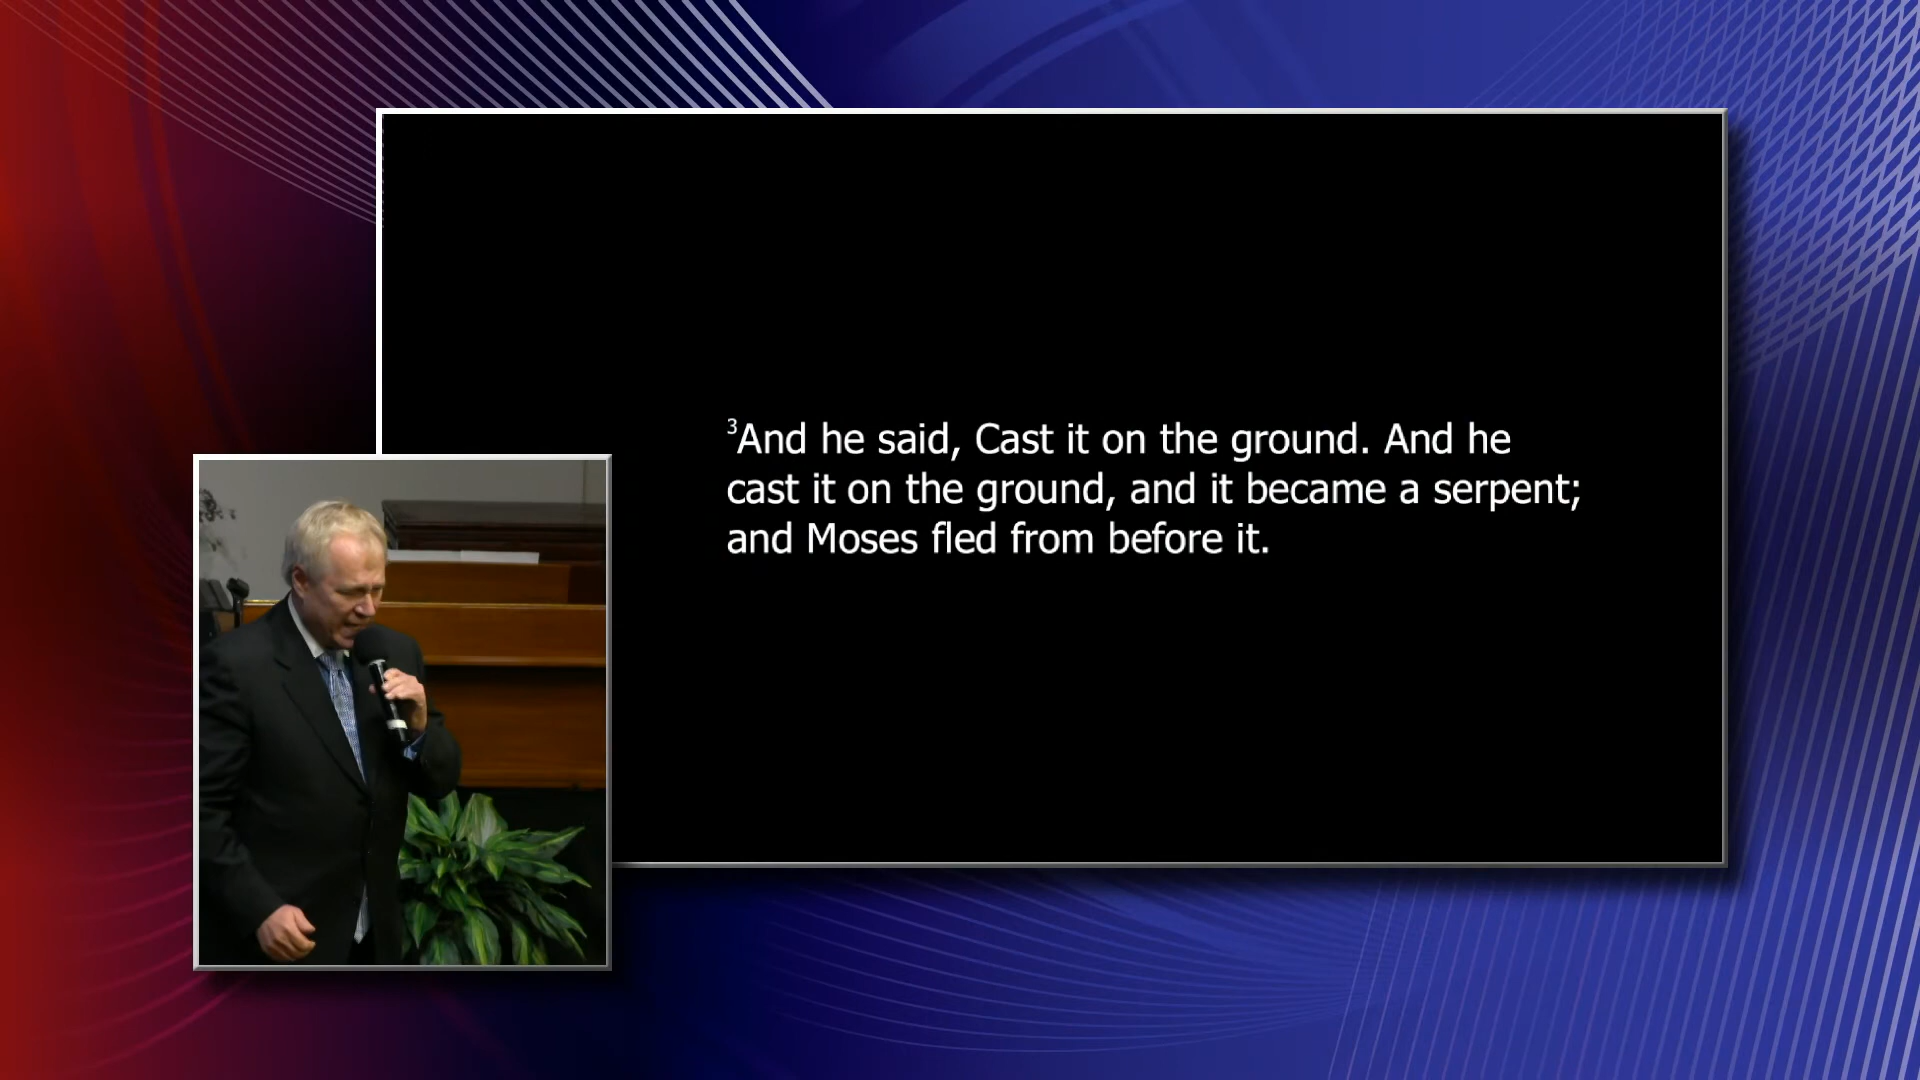 ³And he said, Cast it on the ground. And he
cast it on the ground, and it became a serpent;
and Moses fled from before it.